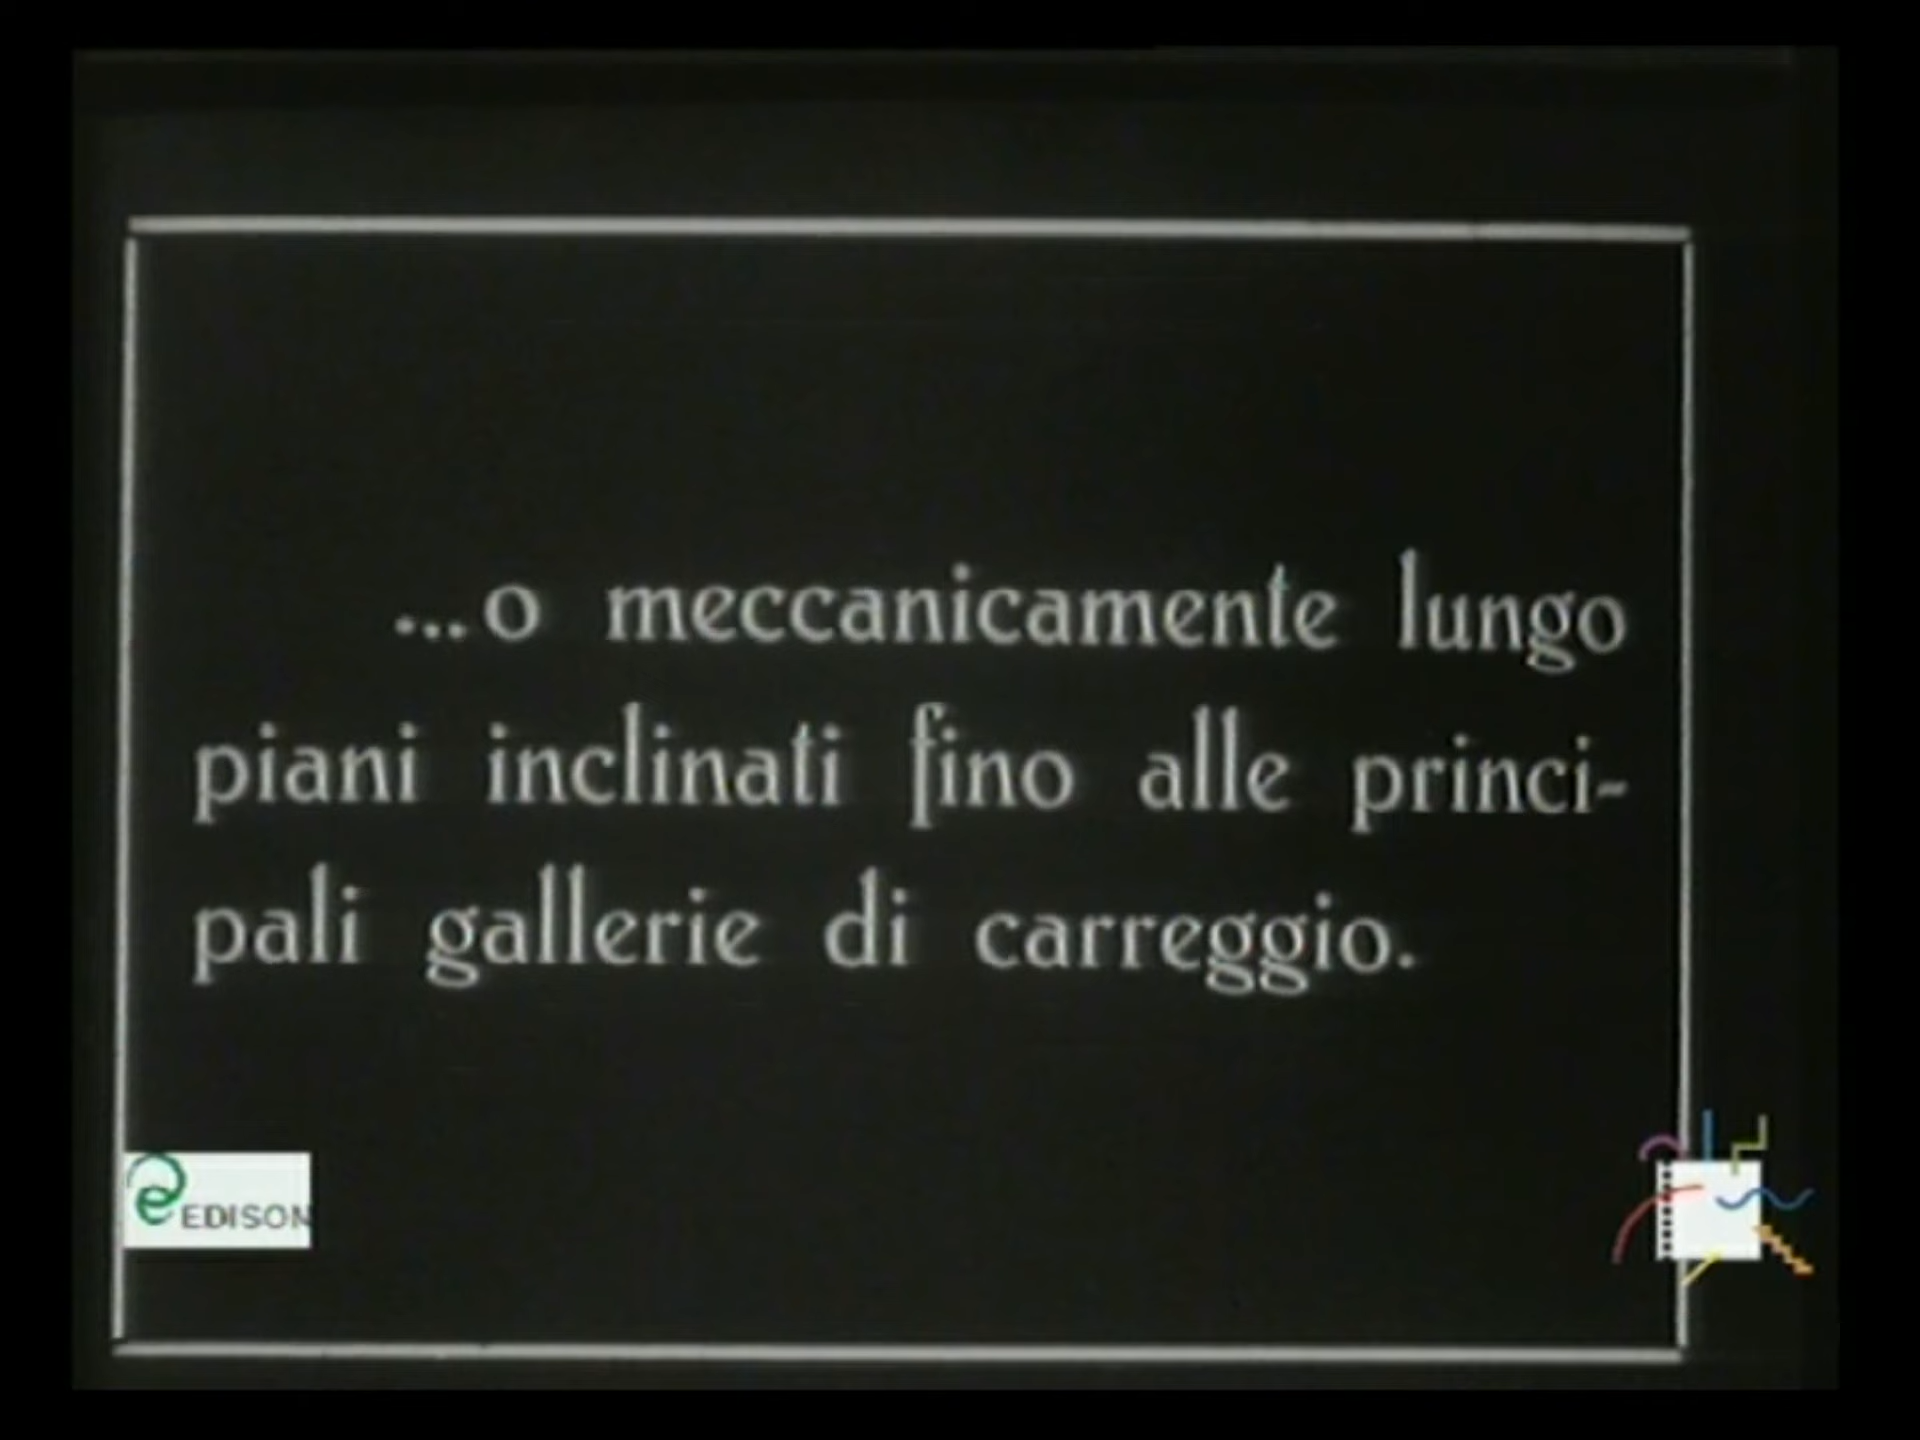 ...o meccanicamente lungo
piani inclinati fino alle princi-
pali gallerie di carreggio.
EDISON